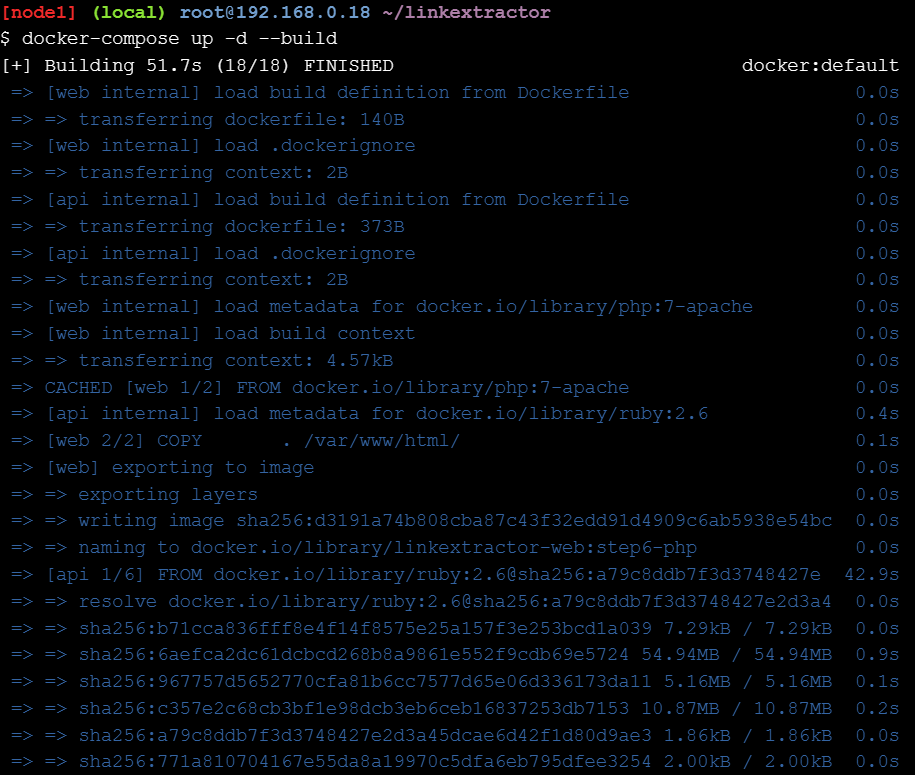 [node1] (local) root@192.168.0.18 ~/linkextractor
$ docker-compose up -d --build
[+] Building 51.7s (18/18) FINISHED docker:default
=> [web internal] load build definition from Dockerfile 0.0s
=> => transferring dockerfile: 140B 0.0s
=> [web internal] load .dockerignore 0.0s
=> => transferring context: 2B 0.0s
=> [api internal] load build definition from Dockerfile 0.0s
=> => transferring dockerfile: 373B 0.0s
=> [api internal] load .dockerignore 0.0s
=> => transferring context: 2B 0.0s
=> [web internal] load metadata for docker.io/library/php:7-apache 0.0s
=> [web internal] load build context 0.0s
=> => transferring context: 4.57kB 0.0s
=> CACHED [web 1/2] FROM docker.io/library/php:7-apache 0.0s
=> [api internal] load metadata for docker.io/library/ruby:2.6 0.4s
=> [web 2/2] COPY . /var/www/html/ 0.1s
=> [web] exporting to image 0.0s
=> => exporting layers 0.0s
=> => writing image sha256:d3191a74b808cba87c43f32edd91d4909c6ab5938e54bc 0.0s
=> => naming to docker.io/library/linkextractor-web:step6-php 0.0s
=> [api 1/6] FROM docker.io/library/ruby:2.6@sha256:a79c8ddb7f3d3748427e 42.9s
=> => resolve docker.io/library/ruby:2.6@sha256:a79c8ddb7f3d3748427e2d3a4 0.0s
=> => sha256:b71cca836fff8e4f14f8575e25a157f3e253bcd1a039 7.29kB / 7.29kB 0.0s
=> => sha256:6aefca2dc61dcbcd268b8a9861e552f9cdb69e5724 54.94MB / 54.94MB 0.9s
=> => sha256:967757d5652770cfa81b6cc7577d65e06d336173da11 5.16MB / 5.16MB 0.1s
=> => sha256:c357e2c68cb3bf1e98dcb3eb6ceb16837253db7153 10.87MB / 10.87MB 0.2s
=> => sha256:a79c8ddb7f3d3748427e2d3a45dcae6d42f1d80d9ae3 1.86kB / 1.86kB 0.0s
=> => sha256:771a810704167e55da8a19970c5dfa6eb795dfee3254 2.00kB / 2.00kB 0.0s